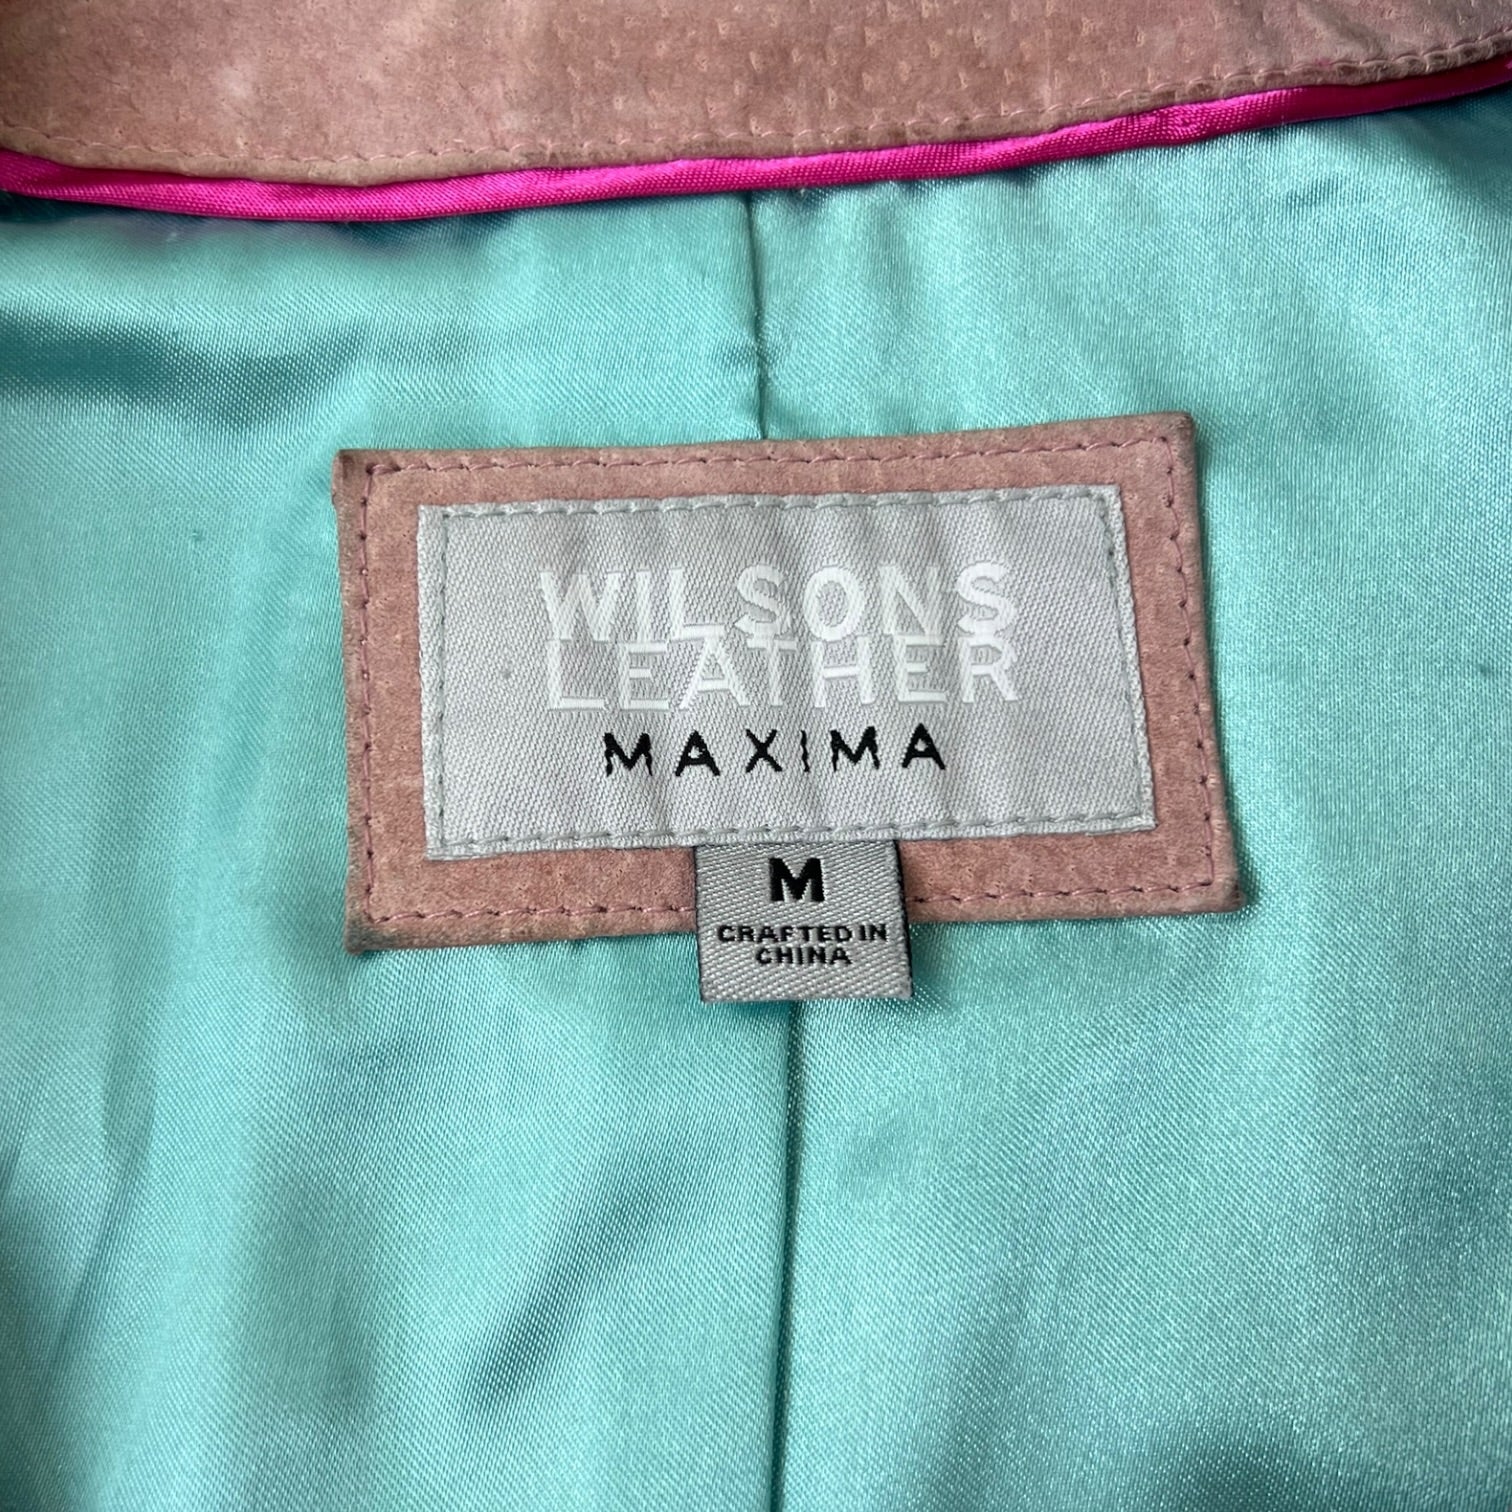 WILSONS
LEATHER
MAXIMA
M
CRAFTED IN
CHINA